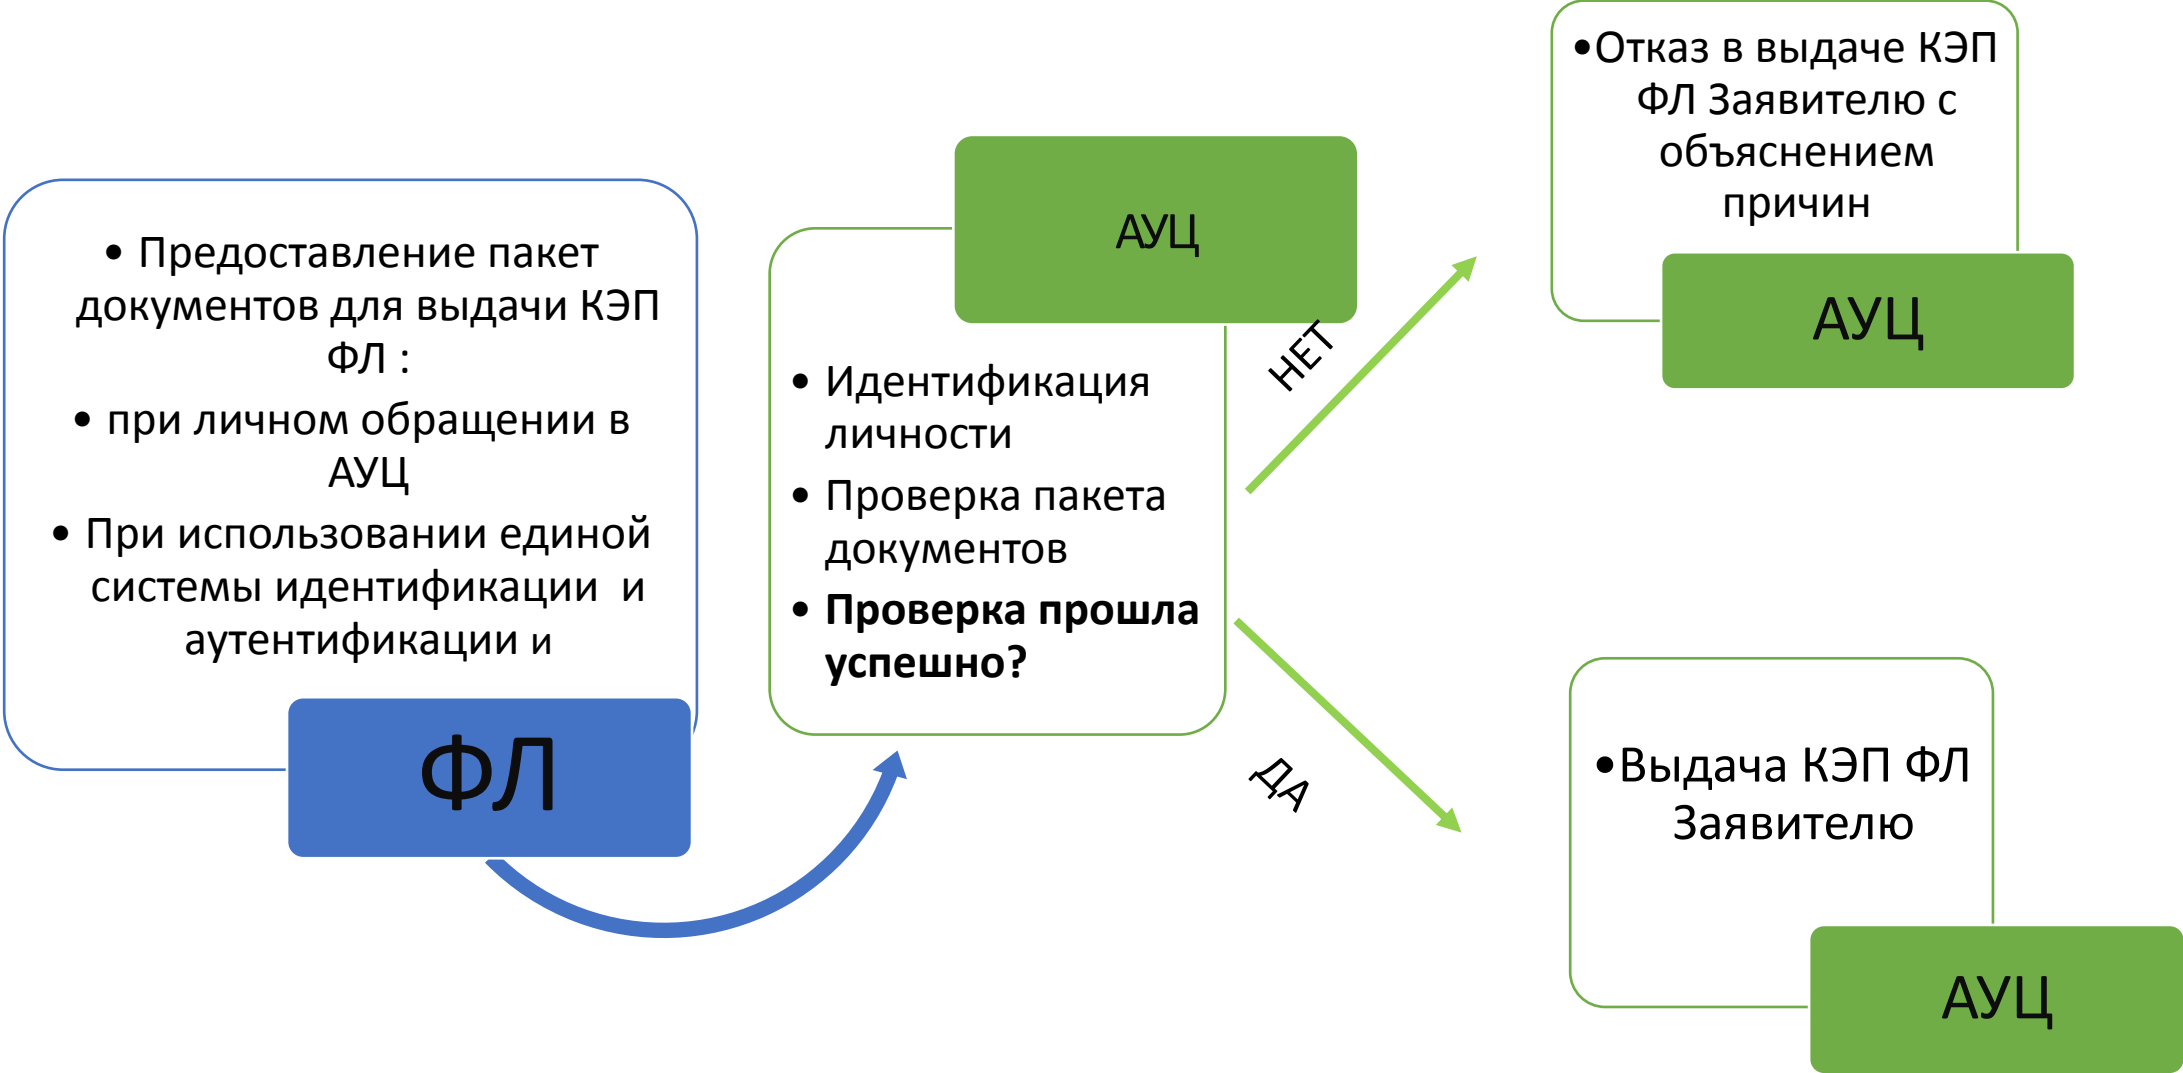 • Предоставление пакет
документов для выдачи КЭП
ФЛ :
• при личном обращении в
АУЦ
• При использовании единой
системы идентификации и
аутентификации и
ФЛ
АУЦ
• Идентификация
личности
• Проверка пакета
документов
• Проверка прошла
успешно?
НЕТ
ДА
•Отказ в выдаче КЭП
ФЛ Заявителю с
объяснением
причин
АУЦ
•Выдача КЭП ФЛ
Заявителю
АУЦ